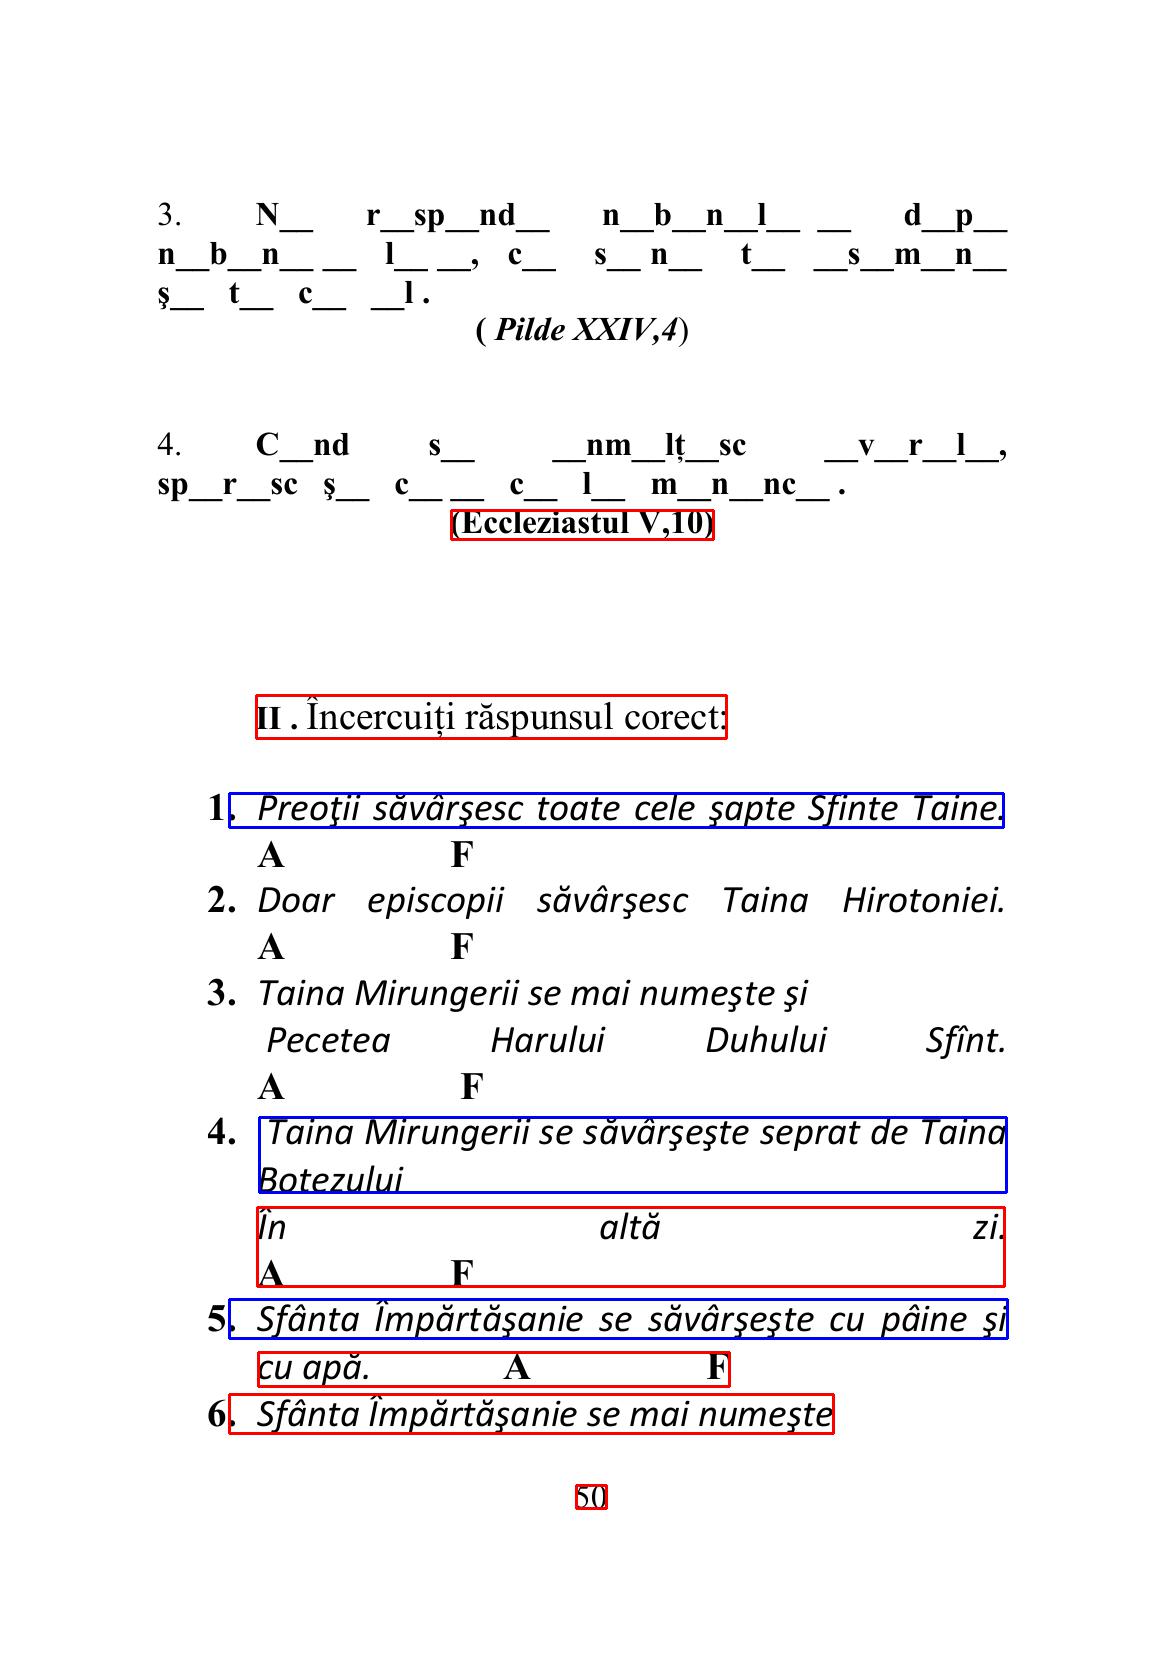 3. N__ r__sp__nd__ n__b__n__l__ __ d__p__
n__b__n__ __ l__ __, c__ s__ n__ t__ __s__m__n__
ş__ t__ c__ __l .
( Pilde XXIV,4)
4. C__nd s__ __nm__lț__sc __v__r__l__,
sp__r__sc ş__ c__ __ c__ l__ m__n__nc__ .
(Eccleziastul V,10)
II . Încercuiți răspunsul corect:
1. Preoţii săvârşesc toate cele şapte Sfinte Taine.
A F
2. Doar episcopii săvârşesc Taina Hirotoniei.
A F
3. Taina Mirungerii se mai numeşte şi
Pecetea Harului Duhului Sfînt.
A F
4. Taina Mirungerii se săvârşeşte seprat de Taina
Botezului
În altă zi.
A F
5. Sfânta Împărtăşanie se săvârşeşte cu pâine şi
cu apă. A F
6. Sfânta Împărtăşanie se mai numeşte
50